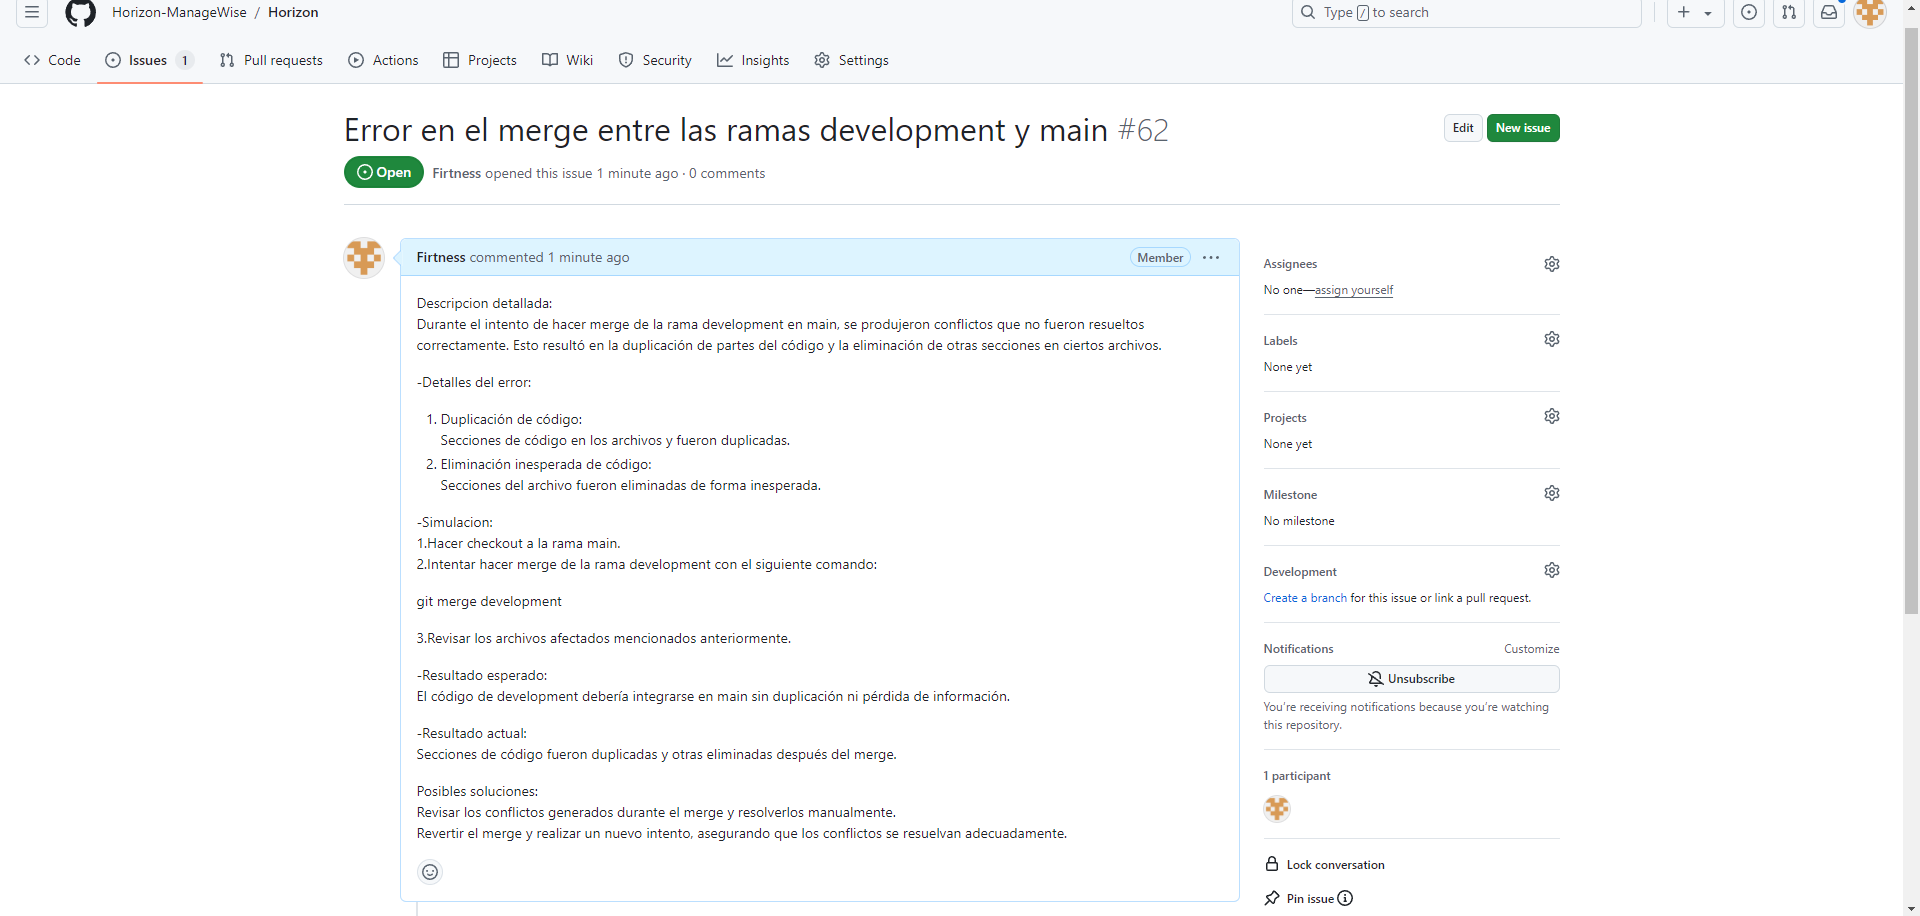 Horizon-ManageWise / Horizon
Type / to search
Code
Issues 1
Pull requests
Actions
Projects
Wiki
Security
Insights
Settings
Error en el merge entre las ramas development y main #62
Edit
New issue
Open
Firtness opened this issue 1 minute ago · 0 comments
Firtness commented 1 minute ago
Member
Descripcion detallada:
Durante el intento de hacer merge de la rama development en main, se produjeron conflictos que no fueron resueltos
correctamente. Esto resultó en la duplicación de partes del código y la eliminación de otras secciones en ciertos archivos.
-Detalles del error:
1. Duplicación de código:
Secciones de código en los archivos y fueron duplicadas.
2. Eliminación inesperada de código:
Secciones del archivo fueron eliminadas de forma inesperada.
-Simulacion:
1.Hacer checkout a la rama main.
2.Intentar hacer merge de la rama development con el siguiente comando:
git merge development
3.Revisar los archivos afectados mencionados anteriormente.
-Resultado esperado:
El código de development debería integrarse en main sin duplicación ni pérdida de información.
-Resultado actual:
Secciones de código fueron duplicadas y otras eliminadas después del merge.
Posibles soluciones:
Revisar los conflictos generados durante el merge y resolverlos manualmente.
Revertir el merge y realizar un nuevo intento, asegurando que los conflictos se resuelvan adecuadamente.
Assignees
No one—assign yourself
Labels
None yet
Projects
None yet
Milestone
No milestone
Development
Create a branch for this issue or link a pull request.
Notifications
Customize
Unsubscribe
You're receiving notifications because you're watching
this repository.
1 participant
Lock conversation
Pin issue